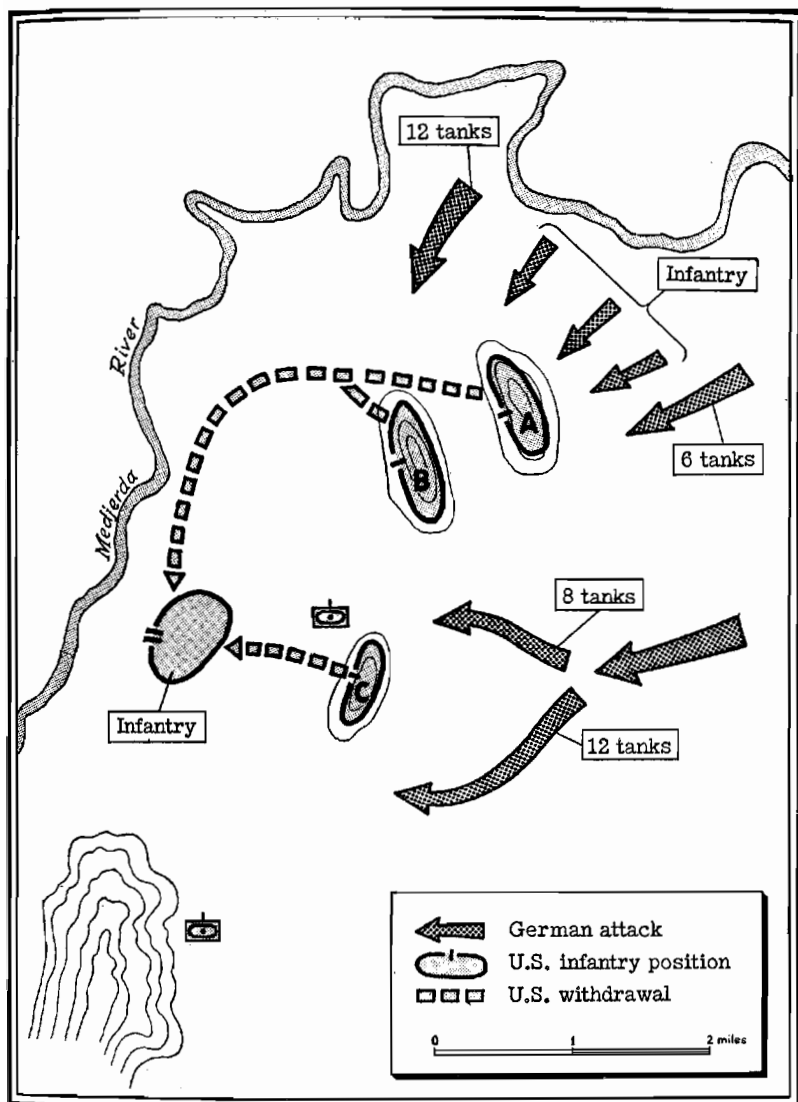 12 tanks
Infantry
River
A
6 tanks
B
Medjerda
8 tanks
C
Infantry
12 tanks
German attack
U.S. infantry position
U.S. withdrawal
0 1 2 miles